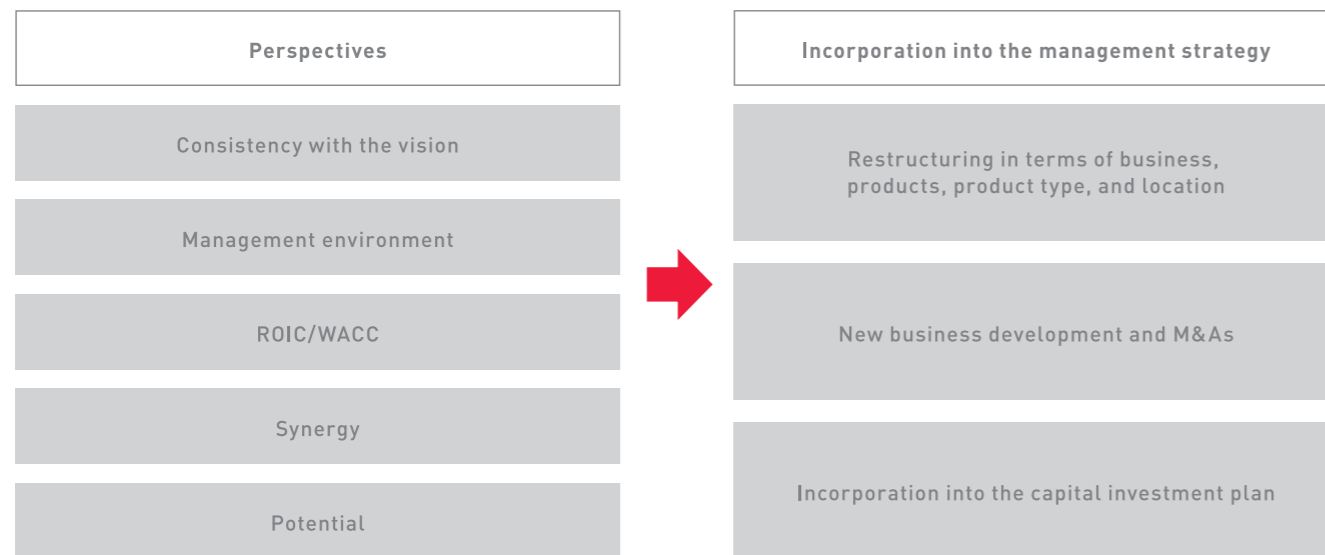 Perspectives
Consistency with the vision
Management environment
ROIC/WACC
Synergy
Potential
Incorporation into the management strategy
Restructuring in terms of business,
products, product type, and location
New business development and M&As
Incorporation into the capital investment plan